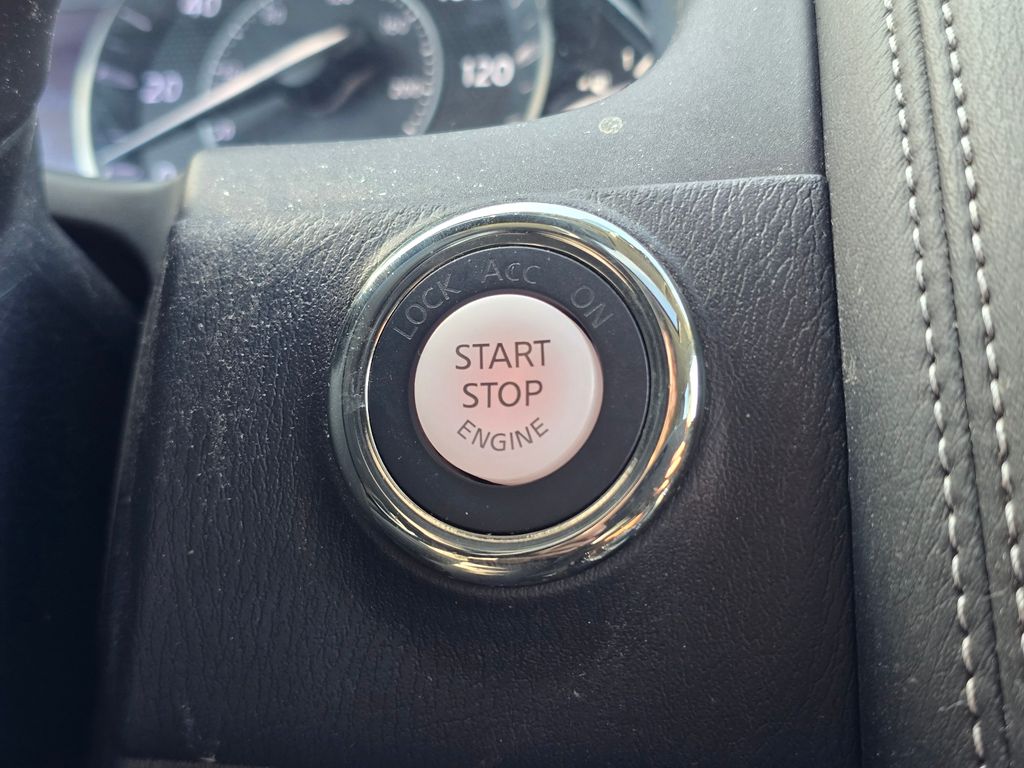 20
120
LOCK Acc ON
START
STOP
ENGINE